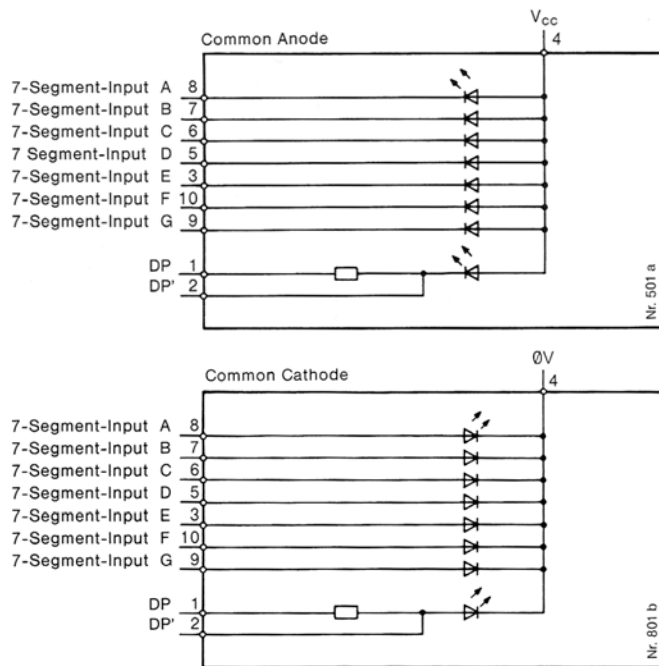 Vcc
4
Common Anode
7-Segment-Input A 8
7-Segment-Input B 7
7-Segment-Input C 6
7 Segment-Input D 5
7-Segment-Input E 3
7-Segment-Input F 10
7-Segment-Input G 9
DP 1
DP' 2
Nr. 501 a
ØV
4
Common Cathode
7-Segment-Input A 8
7-Segment-Input B 7
7-Segment-Input C 6
7-Segment-Input D 5
7-Segment-Input E 3
7-Segment-Input F 10
7-Segment-Input G 9
DP 1
DP' 2
Nr. 801 b